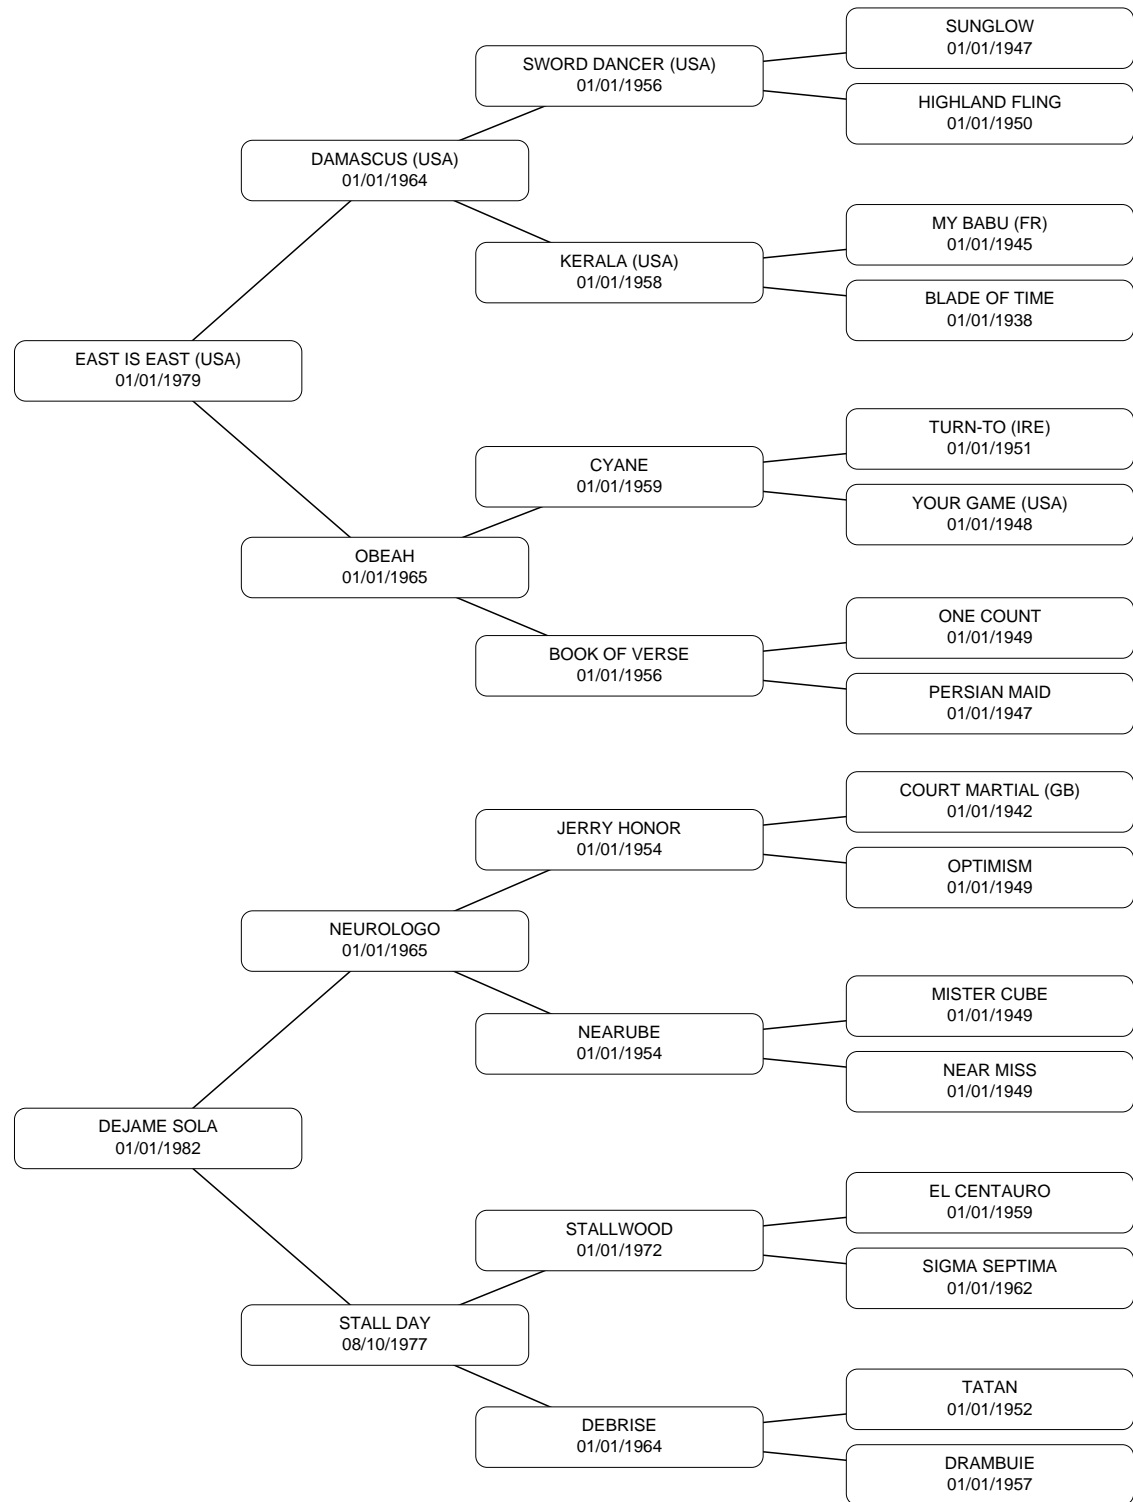 SUNGLOW
01/01/1947
SWORD DANCER (USA)
01/01/1956
HIGHLAND FLING
01/01/1950
DAMASCUS (USA)
01/01/1964
MY BABU (FR)
01/01/1945
KERALA (USA)
01/01/1958
BLADE OF TIME
01/01/1938
EAST IS EAST (USA)
01/01/1979
TURN-TO (IRE)
01/01/1951
CYANE
01/01/1959
YOUR GAME (USA)
01/01/1948
OBEAH
01/01/1965
ONE COUNT
01/01/1949
BOOK OF VERSE
01/01/1956
PERSIAN MAID
01/01/1947
COURT MARTIAL (GB)
01/01/1942
JERRY HONOR
01/01/1954
OPTIMISM
01/01/1949
NEUROLOGO
01/01/1965
MISTER CUBE
01/01/1949
NEARUBE
01/01/1954
NEAR MISS
01/01/1949
DEJAME SOLA
01/01/1982
EL CENTAURO
01/01/1959
STALLWOOD
01/01/1972
SIGMA SEPTIMA
01/01/1962
STALL DAY
08/10/1977
TATAN
01/01/1952
DEBRISE
01/01/1964
DRAMBUIE
01/01/1957